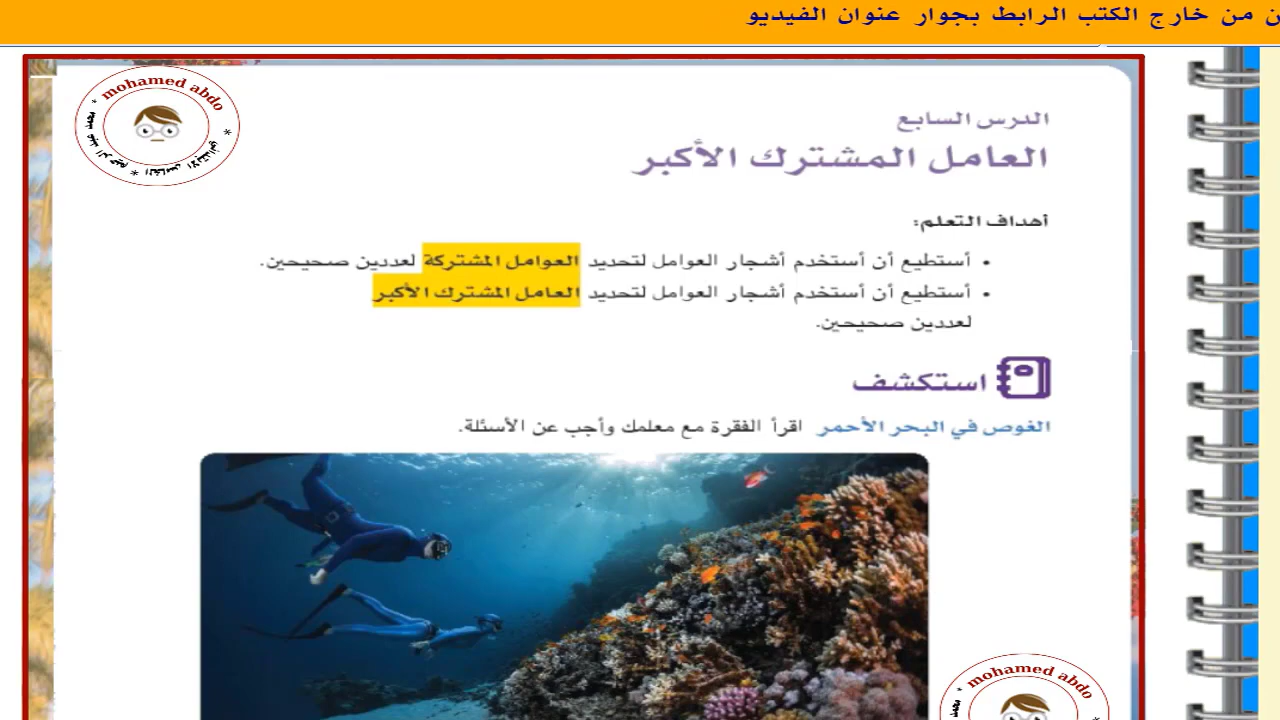 من خارج الكتب الرابط بجوار عنوان الفيديو
mohamed abdo
الدرس السابع
العامل المشترك الأكبر
أهداف التعلم:
• أستطيع أن أستخدم أشجار العوامل لتحديد العوامل المشتركة لعددين صحيحين.
• أستطيع أن أستخدم أشجار العوامل لتحديد العامل المشترك الأكبر
لعددين صحيحين.
استكشف
الغوص في البحر الأحمر اقرأ الفقرة مع معلمك وأجب عن الأسئلة.
mohamed abdo